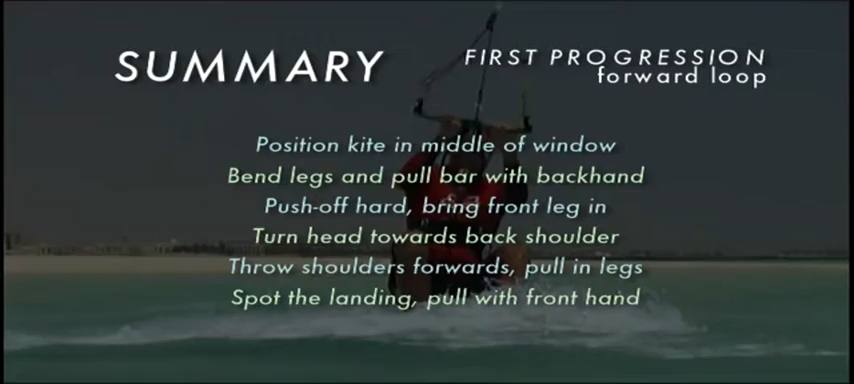 SUMMARY
FIRST PROGRESSION
forward loop
Position kite in middle of window
Bend legs and pull bar with backhand
Push-off hard, bring front leg in
Turn head towards back shoulder
Throw shoulders forwards, pull in legs
Spot the landing, pull with front hand